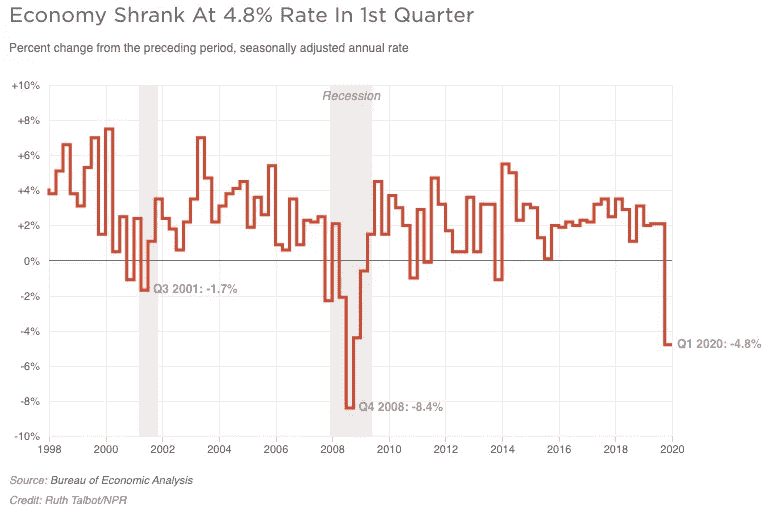 Economy Shrank At 4.8% Rate In 1st Quarter
Percent change from the preceding period, seasonally adjusted annual rate
+10%
Recession
+8%
+6%
+4%
+2%
0%
Q3 2001: -1.7%
-2%
-4%
Q1 2020: -4.8%
-6%
-8%
Q4 2008: -8.4%
-10%
1998 2000 2002 2004 2006 2008 2010 2012 2014 2016 2018 2020
Source: Bureau of Economic Analysis
Credit: Ruth Talbot/NPR